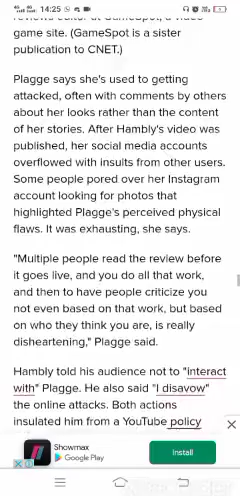 14:25
reviews editor at GameSpot, a video
game site. (GameSpot is a sister
publication to CNET.)
Plagge says she's used to getting
attacked, often with comments by others
about her looks rather than the content
of her stories. After Hambly's video was
published, her social media accounts
overflowed with insults from other users.
Some people pored over her Instagram
account looking for photos that
highlighted Plagge's perceived physical
flaws. It was exhausting, she says.
"Multiple people read the review before
it goes live, and you do all that work,
and then to have people criticize you
not even based on that work, but based
on who they think you are, is really
disheartening," Plagge said.
Hambly told his audience not to "interact
with" Plagge. He also said "I disavow"
the online attacks. Both actions
insulated him from a YouTube policy
Showmax
Google Play
Install